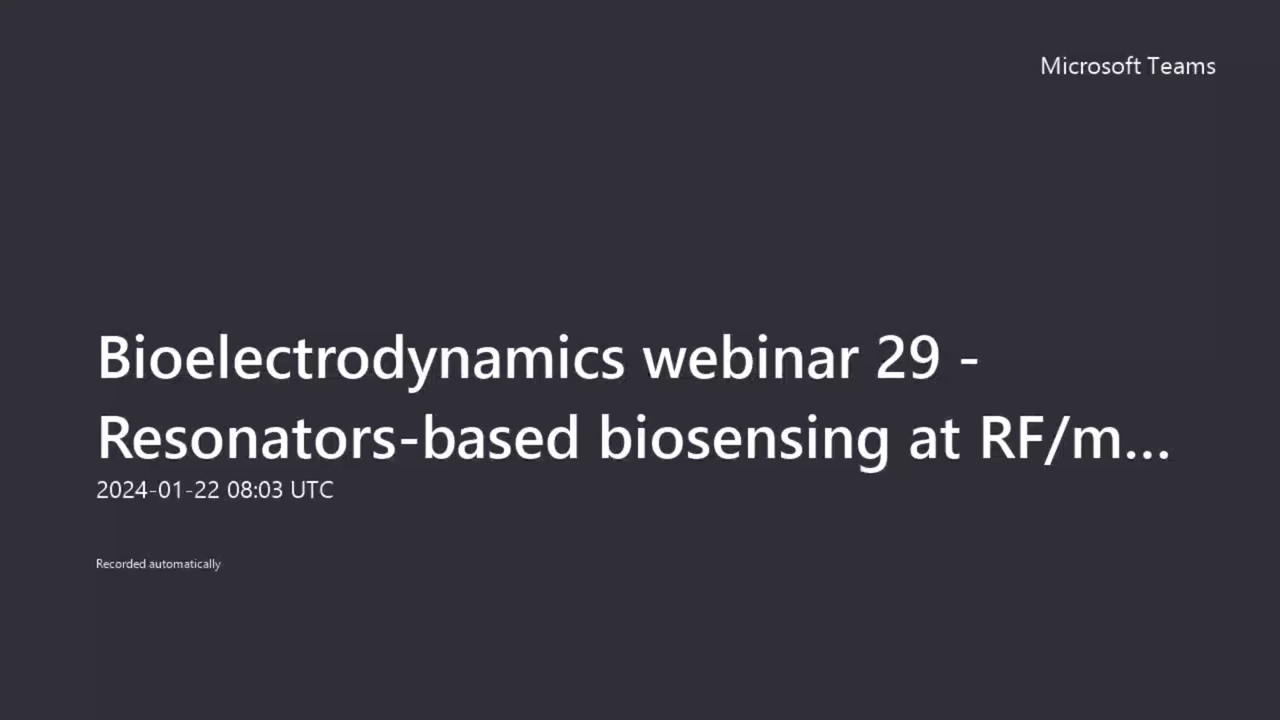 Microsoft Teams
Bioelectrodynamics webinar 29 -
Resonators-based biosensing at RF/m...
2024-01-22 08:03 UTC
Recorded automatically